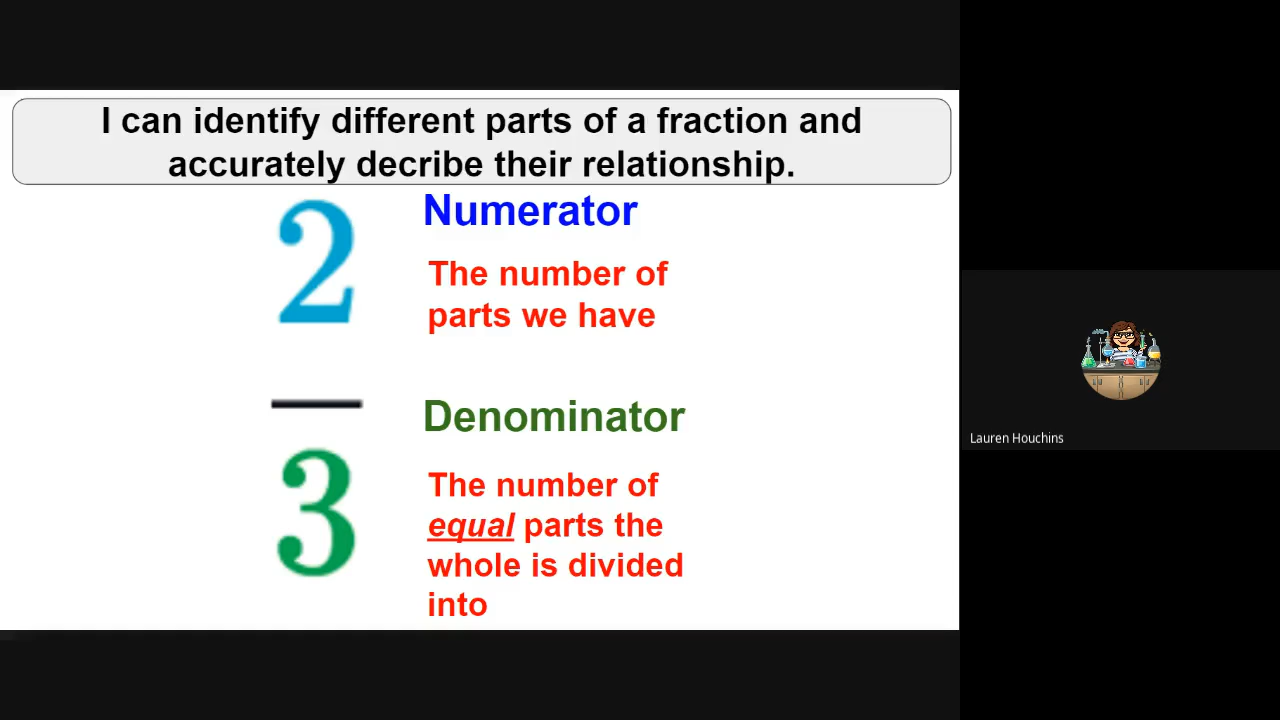 I can identify different parts of a fraction and
accurately decribe their relationship.
2
Numerator
The number of
parts we have
Denominator
3
The number of
equal parts the
whole is divided
into
Lauren Houchins